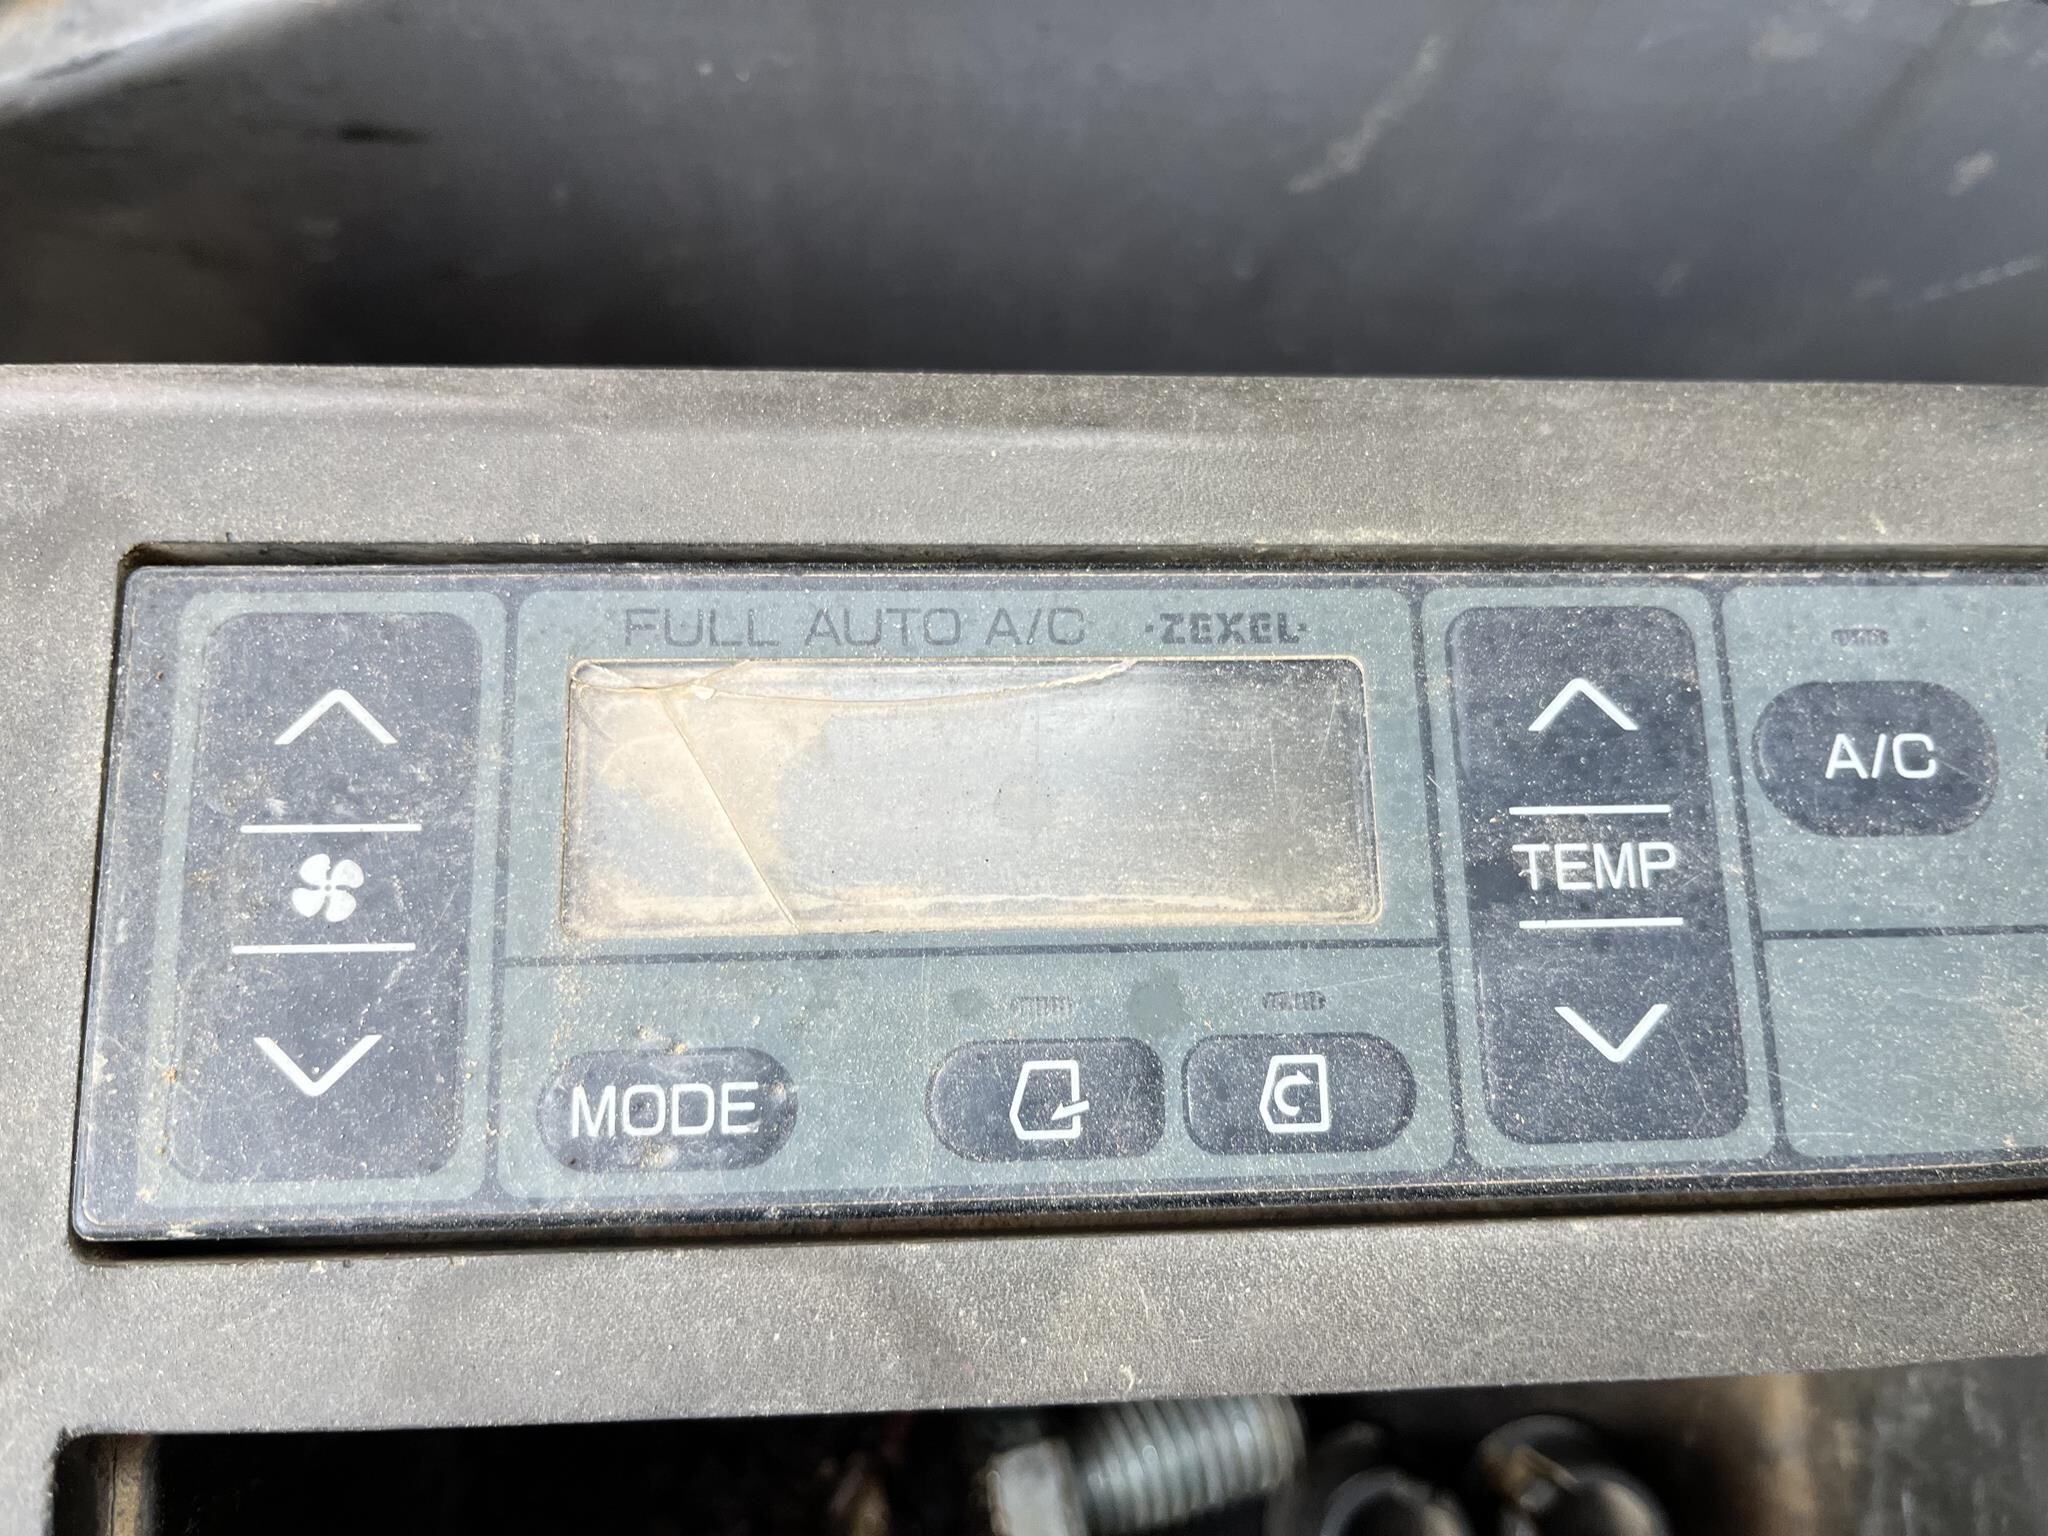 FULL AUTO A/C ·ZEXEL·
A/C
TEMP
MODE
C